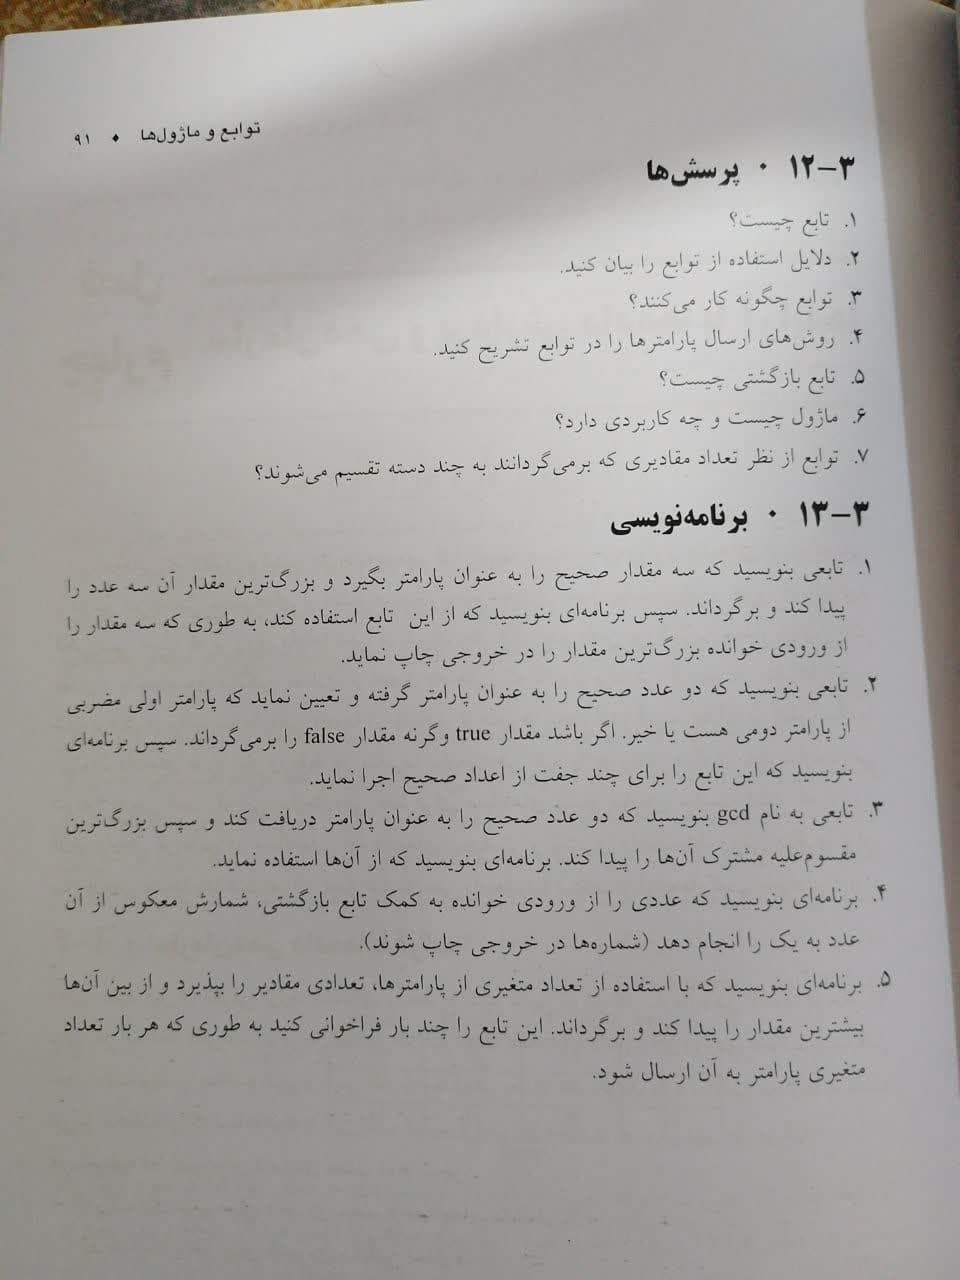 توابع و ماژول‌ها ♦ ۹۱
۱۲-۳ • پرسش‌ها
۱. تابع چیست؟
۲. دلایل استفاده از توابع را بیان کنید.
۳. توابع چگونه کار می‌کنند؟
۴. روش‌های ارسال پارامترها را در توابع تشریح کنید.
۵. تابع بازگشتی چیست؟
۶. ماژول چیست و چه کاربردی دارد؟
۷. توابع از نظر تعداد مقادیری که برمی‌گردانند به چند دسته تقسیم می‌شوند؟
۱۳-۳ • برنامه‌نویسی
۱. تابعی بنویسید که سه مقدار صحیح را به عنوان پارامتر بگیرد و بزرگ‌ترین مقدار آن سه عدد را
پیدا کند و برگرداند. سپس برنامه‌ای بنویسید که از این تابع استفاده کند، به طوری که سه مقدار را
از ورودی خوانده بزرگ‌ترین مقدار را در خروجی چاپ نماید.
۲. تابعی بنویسید که دو عدد صحیح را به عنوان پارامتر گرفته و تعیین نماید که پارامتر اولی مضربی
از پارامتر دومی هست یا خیر. اگر باشد مقدار true وگرنه مقدار false را برمی‌گرداند. سپس برنامه‌ای
بنویسید که این تابع را برای چند جفت از اعداد صحیح اجرا نماید.
۳. تابعی به نام gcd بنویسید که دو عدد صحیح را به عنوان پارامتر دریافت کند و سپس بزرگ‌ترین
مقسوم‌علیه مشترک آن‌ها را پیدا کند. برنامه‌ای بنویسید که از آن‌ها استفاده نماید.
۴. برنامه‌ای بنویسید که عددی را از ورودی خوانده به کمک تابع بازگشتی، شمارش معکوس از آن
عدد به یک را انجام دهد (شماره‌ها در خروجی چاپ شوند).
۵. برنامه‌ای بنویسید که با استفاده از تعداد متغیری از پارامترها، تعدادی مقادیر را بپذیرد و از بین آن‌ها
بیشترین مقدار را پیدا کند و برگرداند. این تابع را چند بار فراخوانی کنید به طوری که هر بار تعداد
متغیری پارامتر به آن ارسال شود.